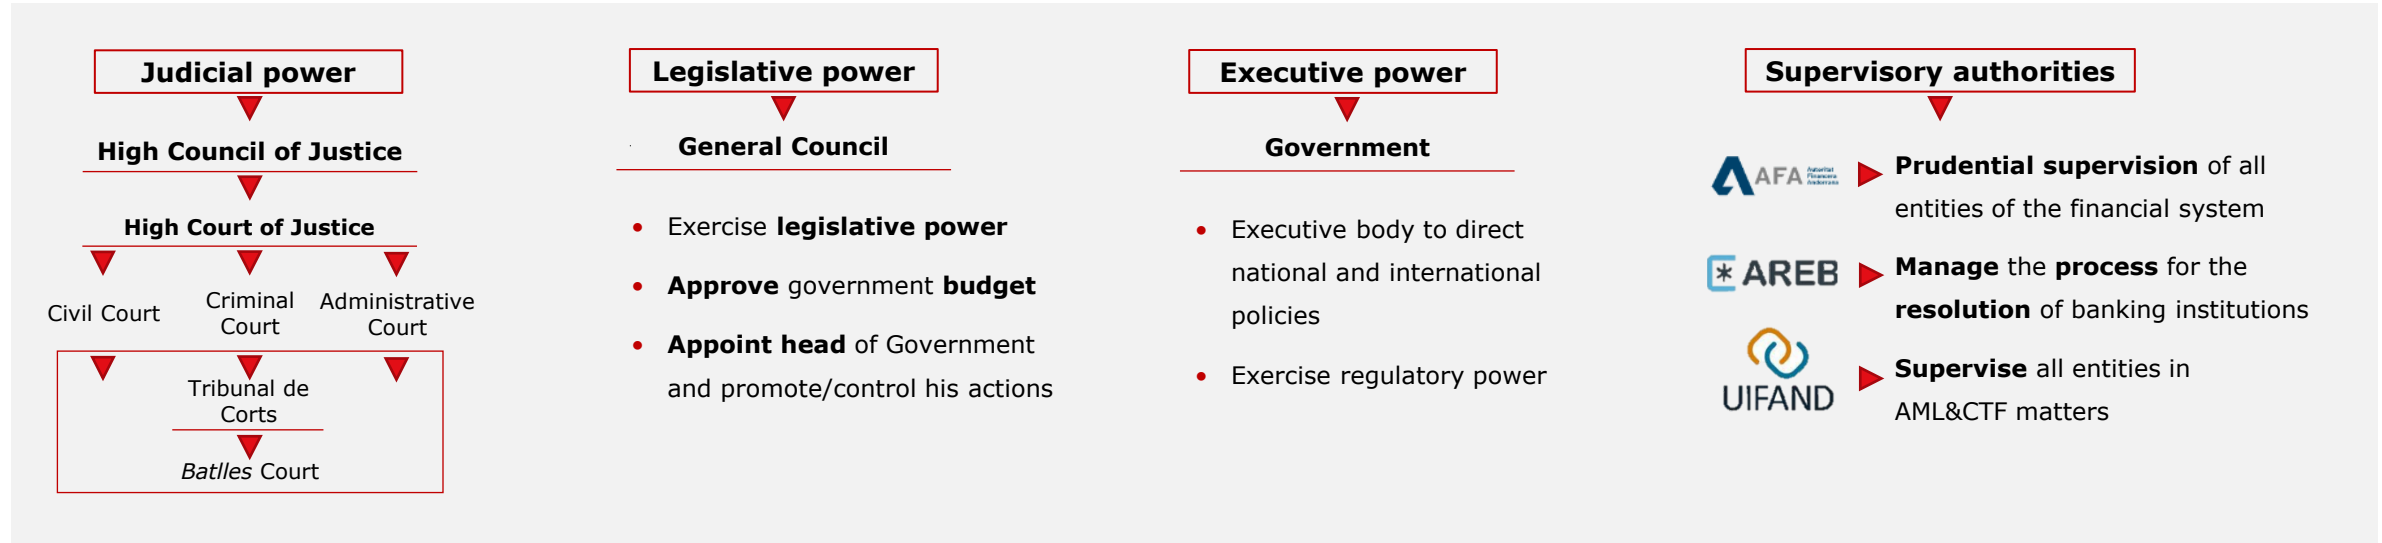 Judicial power
High Council of Justice
High Court of Justice
Civil Court
Criminal
Court
Administrative
Court
Tribunal de
Corts
Batlles Court
Legislative power
General Council
• Exercise legislative power
• Approve government budget
• Appoint head of Government
and promote/control his actions
Executive power
Government
• Executive body to direct
national and international
policies
• Exercise regulatory power
Supervisory authorities
AFA
Autoritat
Financera
Andorrana
Prudential supervision of all
entities of the financial system
AREB
Manage the process for the
resolution of banking institutions
UIFAND
Supervise all entities in
AML&CTF matters